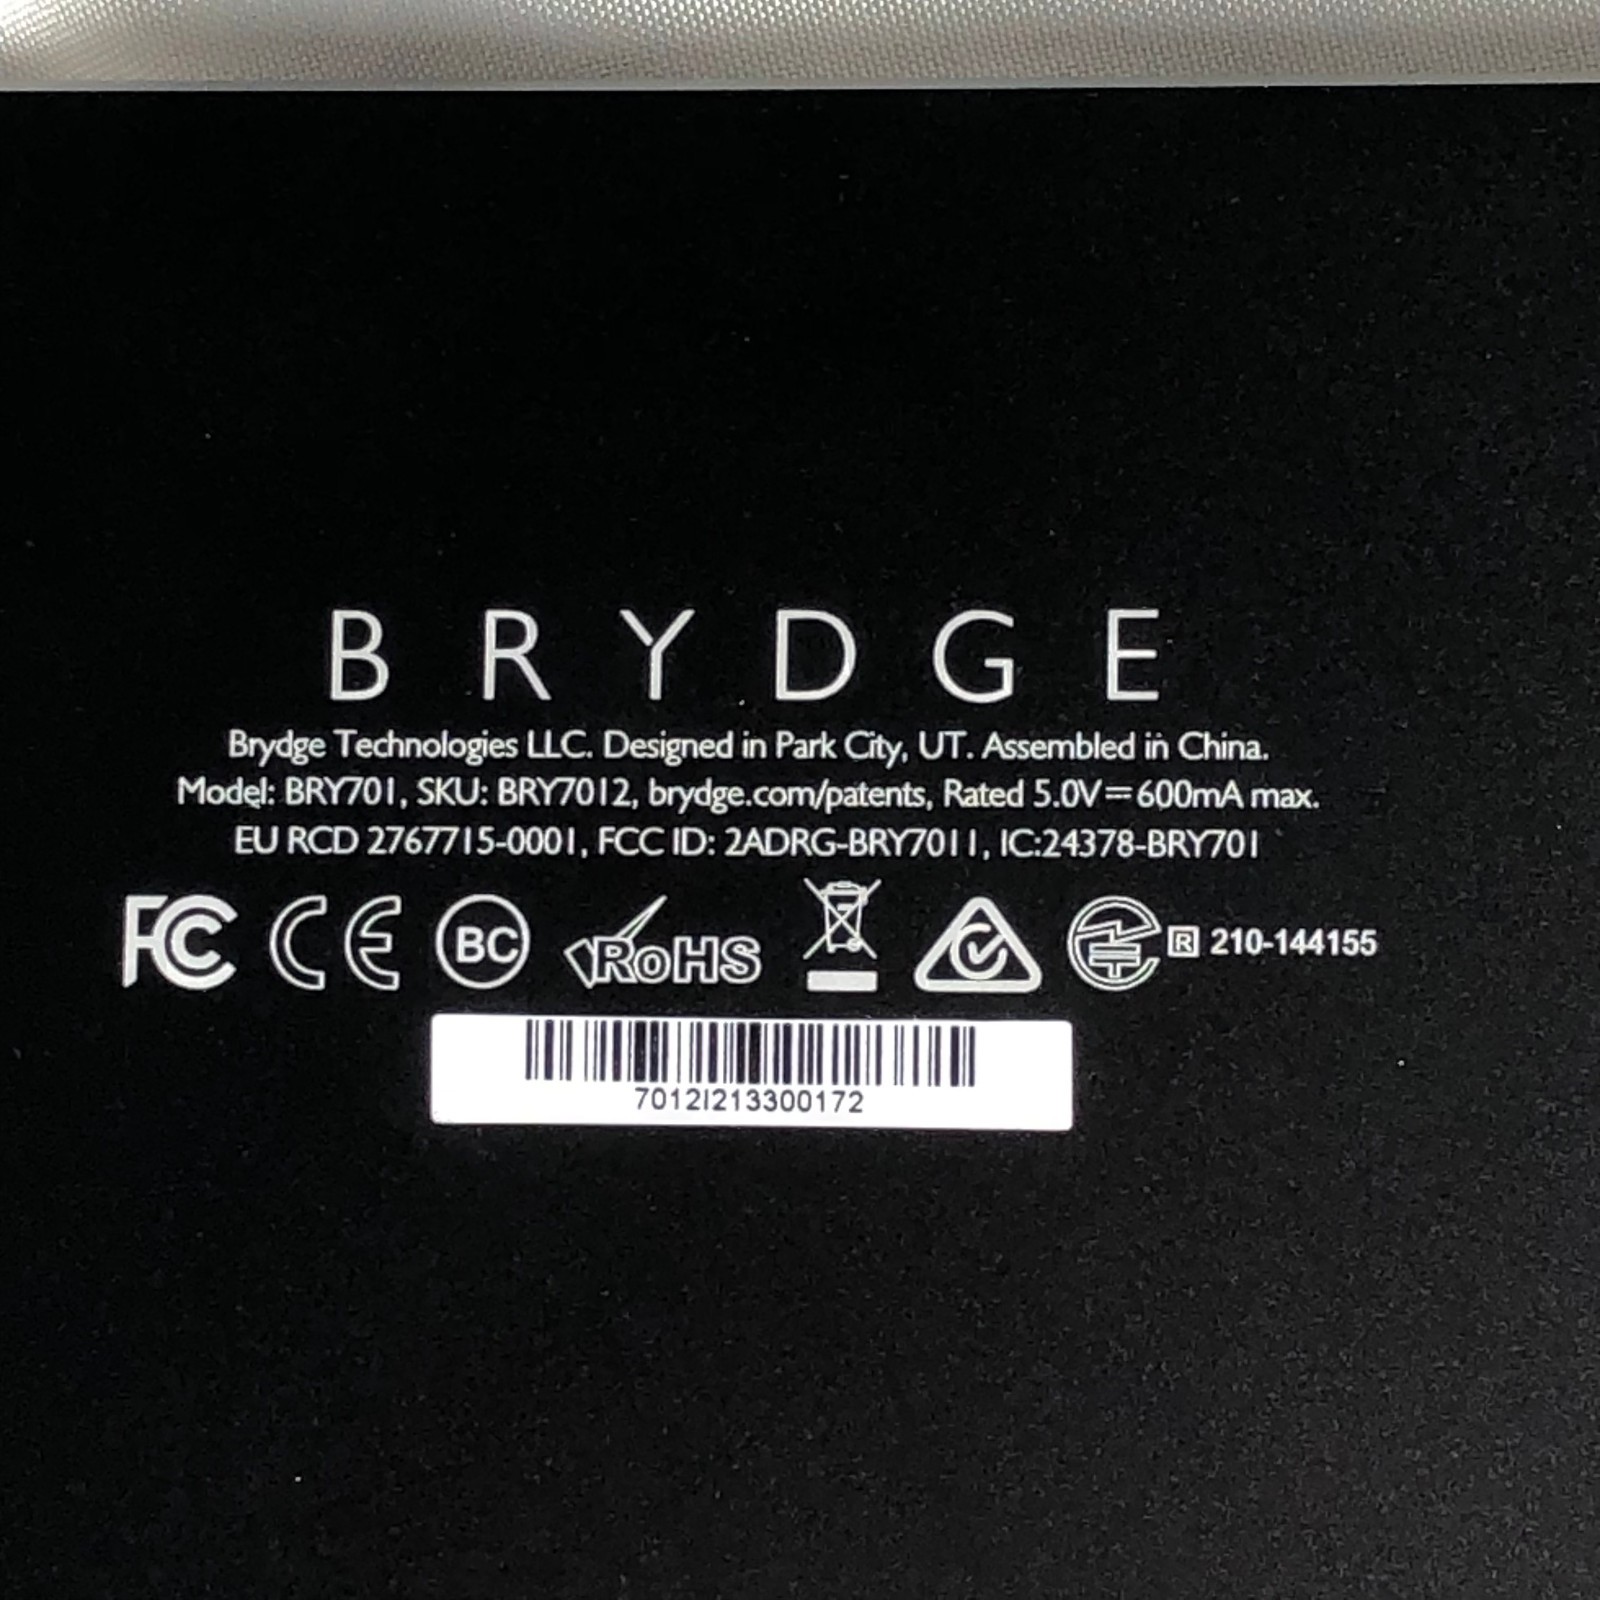 BRYDGE
Brydge Technologies LLC. Designed in Park City, UT. Assembled in China.
Model: BRY701, SKU: BRY7012, brydge.com/patents, Rated 5.0V⎓600mA max.
EU RCD 2767715-0001, FCC ID: 2ADRG-BRY7011, IC:24378-BRY701
FC CE BC RoHS R 210-144155
7012I213300172